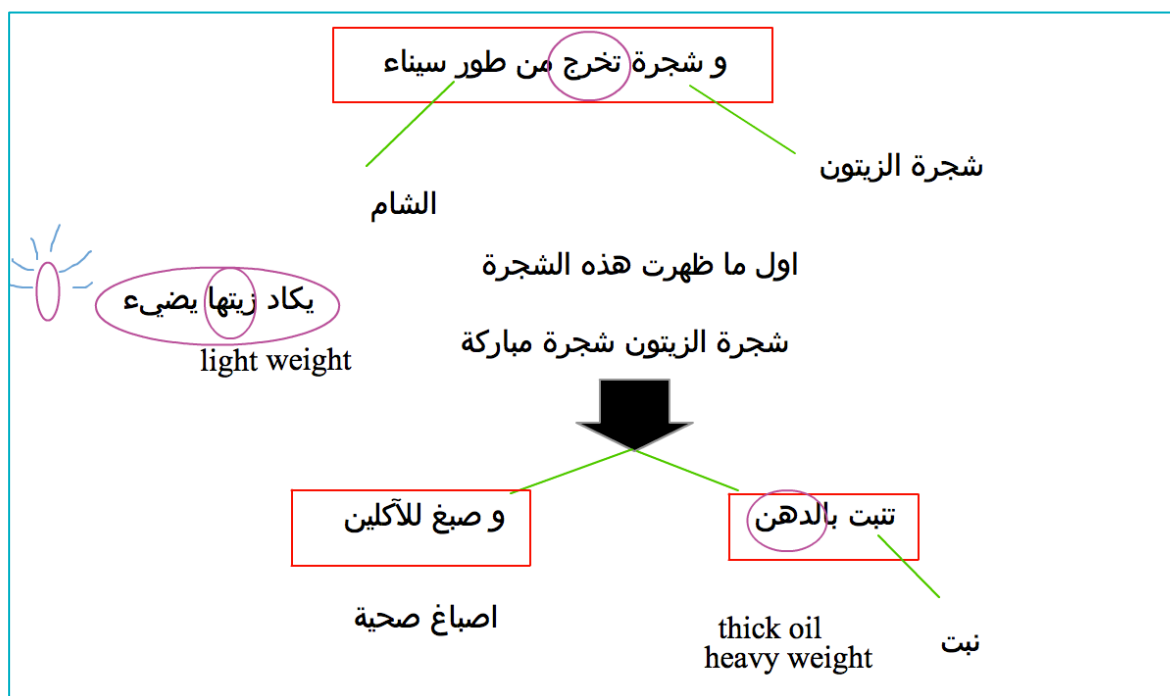 و شجرة تخرج من طور سيناء
شجرة الزيتون
الشام
اول ما ظهرت هذه الشجرة
يكاد زيتها يضيء
light weight
شجرة الزيتون شجرة مباركة
تنبت بالدهن
و صبغ للآكلين
نبت
thick oil
heavy weight
اصباغ صحية